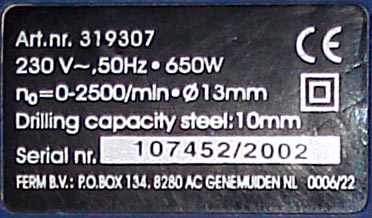 Art.nr. 319307
230 V~,50Hz • 650W
n₀=0-2500/min • Ø13mm
Drilling capacity steel:10mm
Serial nr. 107452/2002
FERM B.V.: P.O.BOX 134, 8280 AC GENEMUIDEN NL 0006/22
CE